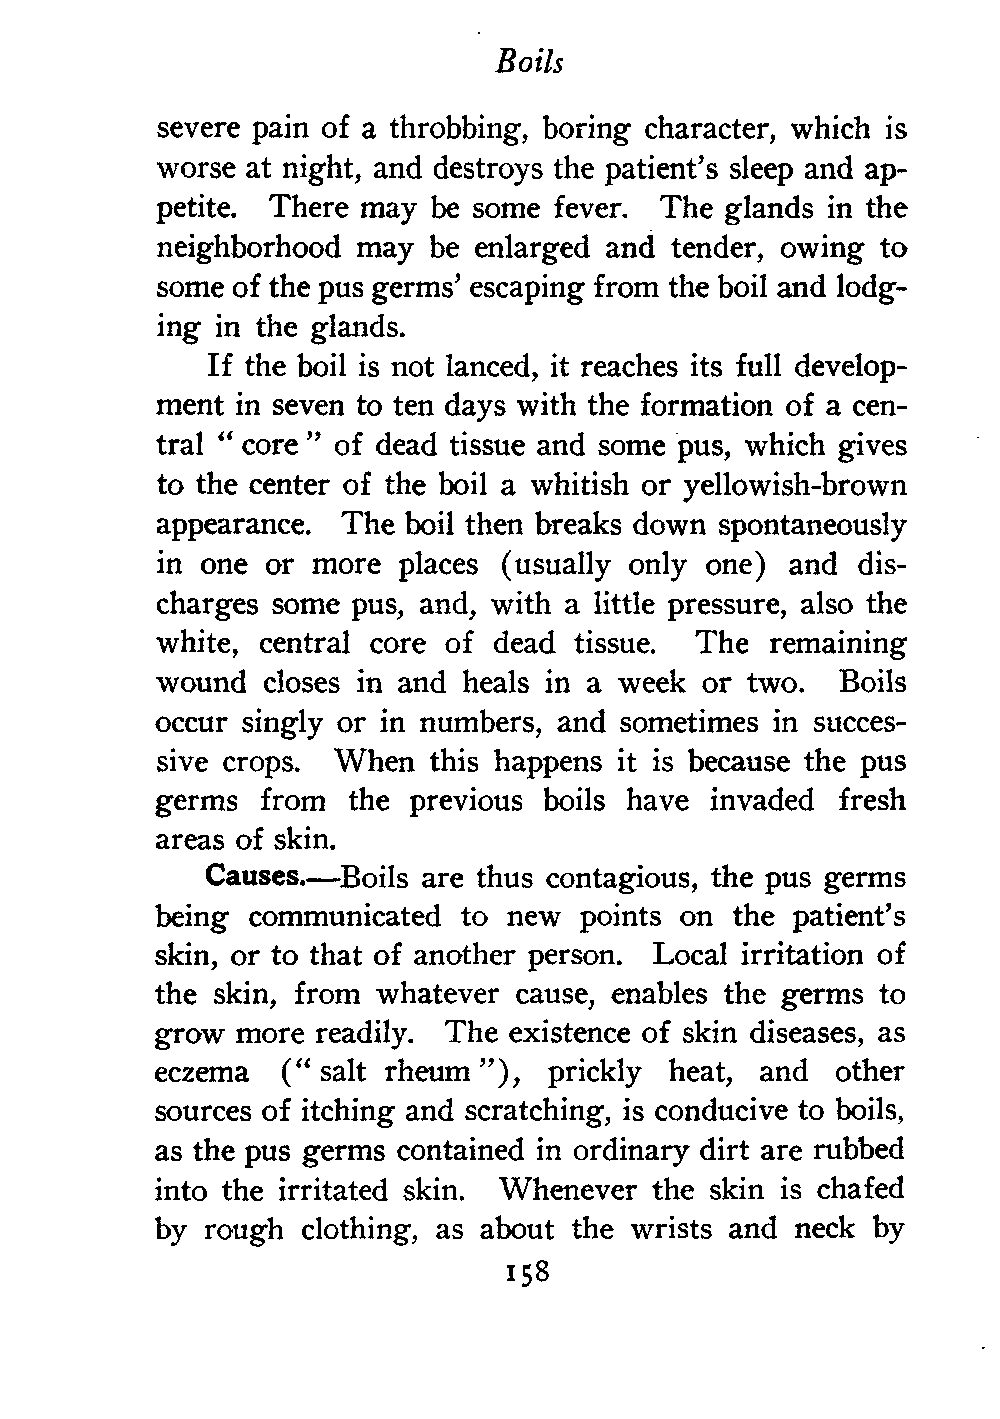 Boils
severe pain of a throbbing, boring character, which is
worse at night, and destroys the patient's sleep and ap-
petite. There may be some fever. The glands in the
neighborhood may be enlarged and tender, owing to
some of the pus germs' escaping from the boil and lodg-
ing in the glands.
If the boil is not lanced, it reaches its full develop-
ment in seven to ten days with the formation of a cen-
tral " core " of dead tissue and some pus, which gives
to the center of the boil a whitish or yellowish-brown
appearance. The boil then breaks down spontaneously
in one or more places (usually only one) and dis-
charges some pus, and, with a little pressure, also the
white, central core of dead tissue. The remaining
wound closes in and heals in a week or two. Boils
occur singly or in numbers, and sometimes in succes-
sive crops. When this happens it is because the pus
germs from the previous boils have invaded fresh
areas of skin.
Causes.—Boils are thus contagious, the pus germs
being communicated to new points on the patient's
skin, or to that of another person. Local irritation of
the skin, from whatever cause, enables the germs to
grow more readily. The existence of skin diseases, as
eczema (" salt rheum "), prickly heat, and other
sources of itching and scratching, is conducive to boils,
as the pus germs contained in ordinary dirt are rubbed
into the irritated skin. Whenever the skin is chafed
by rough clothing, as about the wrists and neck by
158